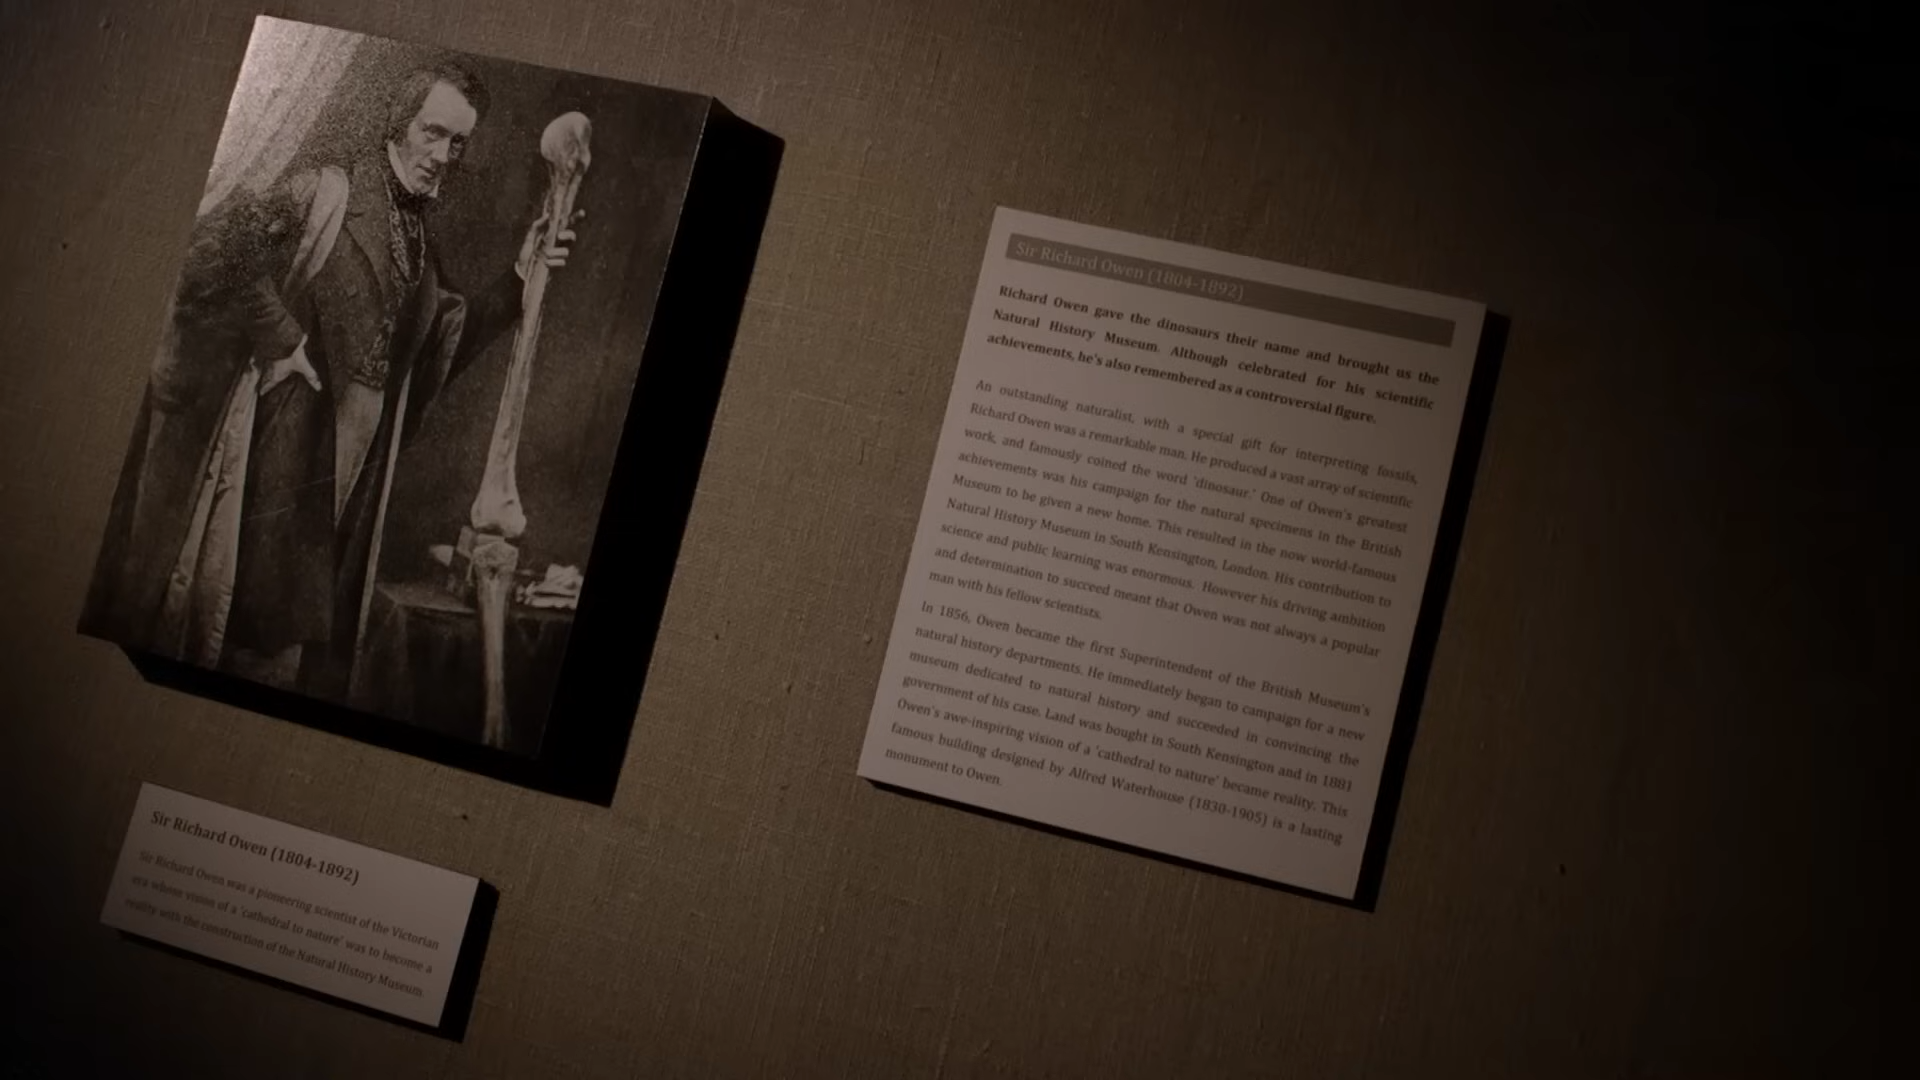 Sir Richard Owen (1804-1892)
Richard Owen gave the dinosaurs their name and brought us the
Natural History Museum. Although celebrated for his scientific
achievements, he's also remembered as a controversial figure.
An outstanding naturalist, with a special gift for interpreting fossils,
Richard Owen was a remarkable man. He produced a vast array of scientific
work, and famously coined the word 'dinosaur.' One of Owen's greatest
achievements was his campaign for the natural specimens in the British
Museum to be given a new home. This resulted in the now world-famous
Natural History Museum in South Kensington, London. His contribution to
science and public learning was enormous. However his driving ambition
and determination to succeed meant that Owen was not always a popular
man with his fellow scientists.
In 1856, Owen became the first Superintendent of the British Museum's
natural history departments. He immediately began to campaign for a new
museum dedicated to natural history and succeeded in convincing the
government of his case. Land was bought in South Kensington and in 1881
Owen's awe-inspiring vision of a 'cathedral to nature' became reality. This
famous building designed by Alfred Waterhouse (1830-1905) is a lasting
monument to Owen.
Sir Richard Owen (1804-1892)
Sir Richard Owen was a pioneering scientist of the Victorian
era whose vision of a 'cathedral to nature' was to become a
reality with the construction of the Natural History Museum.